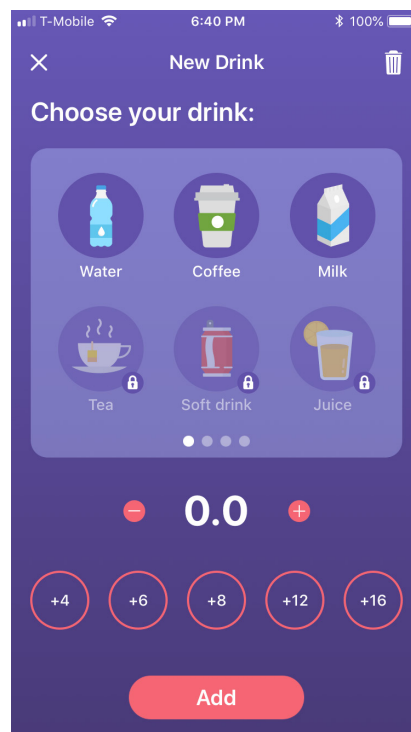 T-Mobile 6:40 PM 100%
New Drink
Choose your drink:
Water Coffee Milk
Tea Soft drink Juice
0.0
+4 +6 +8 +12 +16
Add